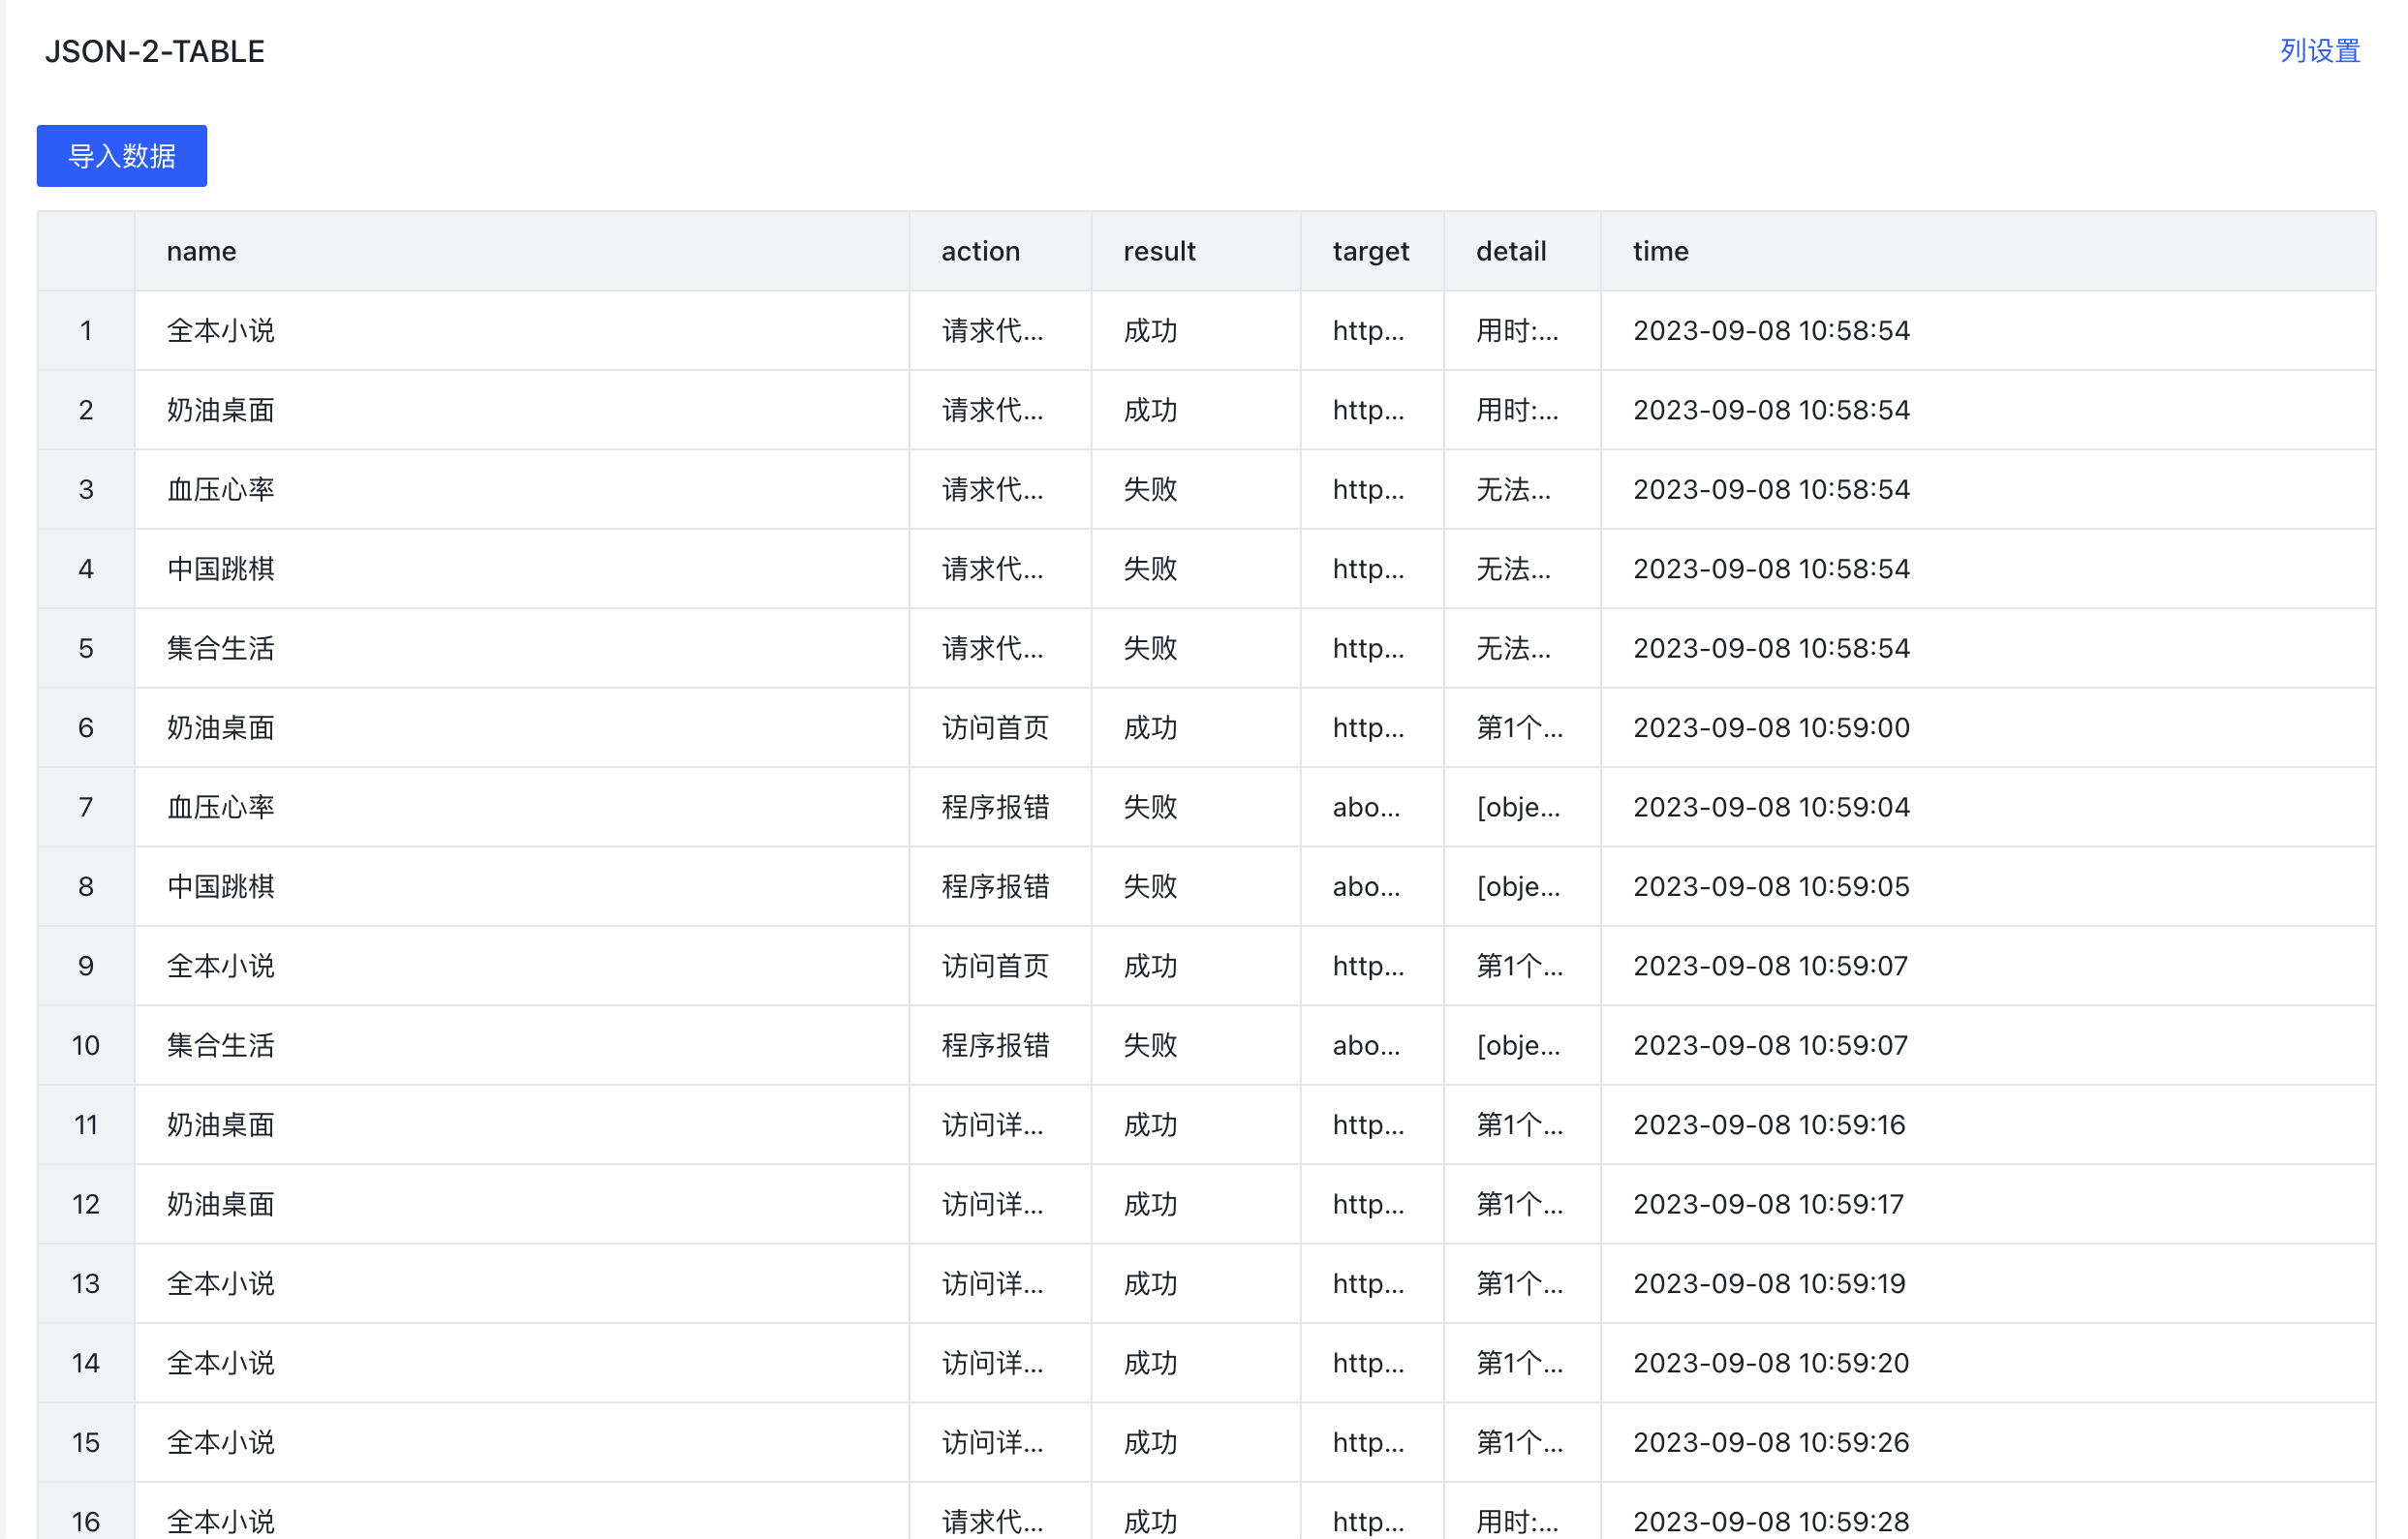 JSON-2-TABLE 列设置
导入数据
name action result target detail time
1 全本小说 请求代... 成功 http... 用时:... 2023-09-08 10:58:54
2 奶油桌面 请求代... 成功 http... 用时:... 2023-09-08 10:58:54
3 血压心率 请求代... 失败 http... 无法... 2023-09-08 10:58:54
4 中国跳棋 请求代... 失败 http... 无法... 2023-09-08 10:58:54
5 集合生活 请求代... 失败 http... 无法... 2023-09-08 10:58:54
6 奶油桌面 访问首页 成功 http... 第1个... 2023-09-08 10:59:00
7 血压心率 程序报错 失败 abo... [obje... 2023-09-08 10:59:04
8 中国跳棋 程序报错 失败 abo... [obje... 2023-09-08 10:59:05
9 全本小说 访问首页 成功 http... 第1个... 2023-09-08 10:59:07
10 集合生活 程序报错 失败 abo... [obje... 2023-09-08 10:59:07
11 奶油桌面 访问详... 成功 http... 第1个... 2023-09-08 10:59:16
12 奶油桌面 访问详... 成功 http... 第1个... 2023-09-08 10:59:17
13 全本小说 访问详... 成功 http... 第1个... 2023-09-08 10:59:19
14 全本小说 访问详... 成功 http... 第1个... 2023-09-08 10:59:20
15 全本小说 访问详... 成功 http... 第1个... 2023-09-08 10:59:26
16 全本小说 请求代... 成功 http... 用时:... 2023-09-08 10:59:28